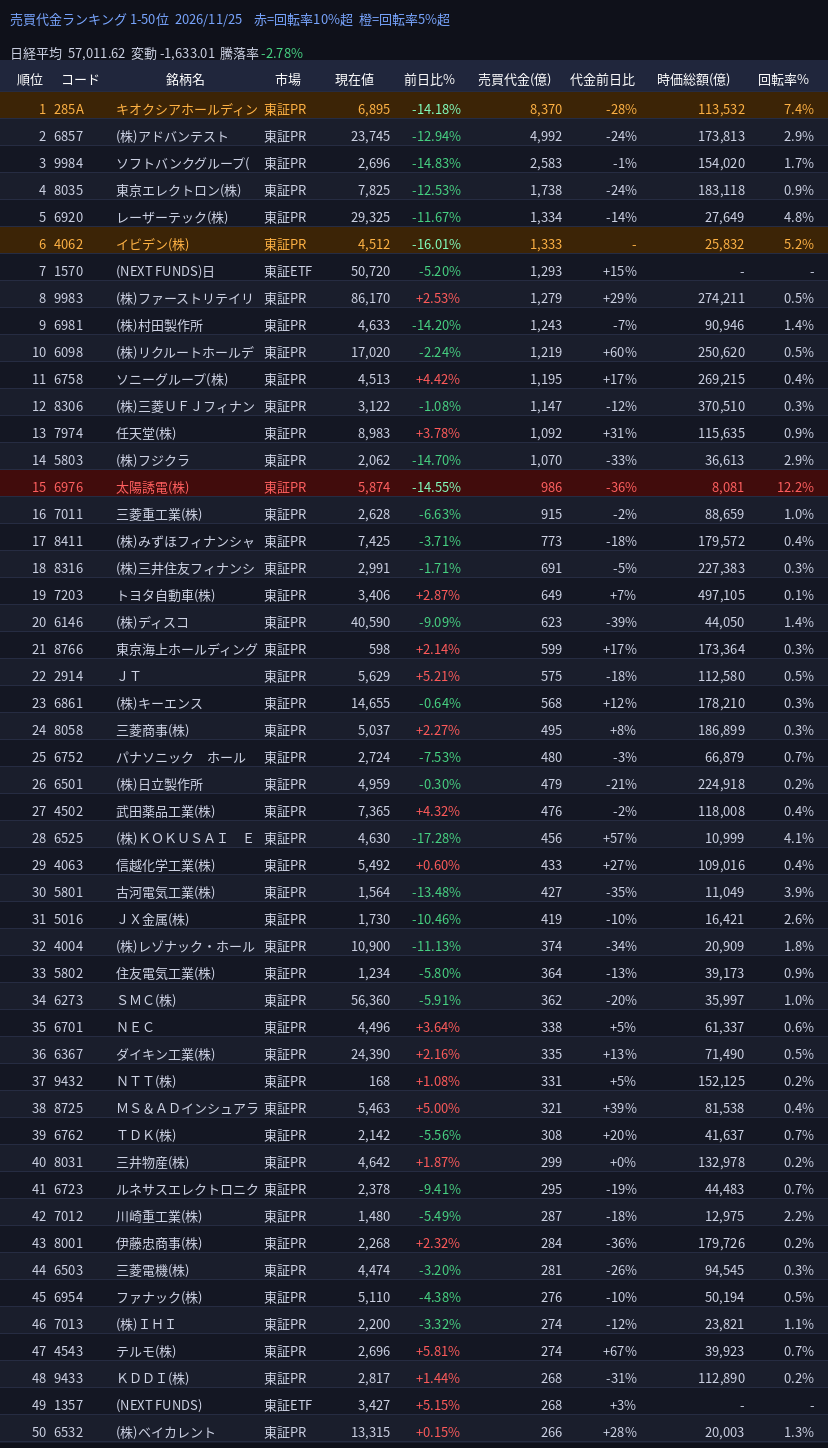 売買代金ランキング 1-50位 2026/11/25 赤=回転率10%超 橙=回転率5%超
日経平均 57,011.62 変動 -1,633.01 騰落率 -2.78%
順位 コード 銘柄名 市場 現在値 前日比% 売買代金(億) 代金前日比 時価総額(億) 回転率%
1 285A キオクシアホールディン 東証PR 6,895 -14.18% 8,370 -28% 113,532 7.4%
2 6857 (株)アドバンテスト 東証PR 23,745 -12.94% 4,992 -24% 173,813 2.9%
3 9984 ソフトバンクグループ( 東証PR 2,696 -14.83% 2,583 -1% 154,020 1.7%
4 8035 東京エレクトロン(株) 東証PR 7,825 -12.53% 1,738 -24% 183,118 0.9%
5 6920 レーザーテック(株) 東証PR 29,325 -11.67% 1,334 -14% 27,649 4.8%
6 4062 イビデン(株) 東証PR 4,512 -16.01% 1,333 - 25,832 5.2%
7 1570 (NEXT FUNDS)日 東証ETF 50,720 -5.20% 1,293 +15% - -
8 9983 (株)ファーストリテイリ 東証PR 86,170 +2.53% 1,279 +29% 274,211 0.5%
9 6981 (株)村田製作所 東証PR 4,633 -14.20% 1,243 -7% 90,946 1.4%
10 6098 (株)リクルートホールデ 東証PR 17,020 -2.24% 1,219 +60% 250,620 0.5%
11 6758 ソニーグループ(株) 東証PR 4,513 +4.42% 1,195 +17% 269,215 0.4%
12 8306 (株)三菱ＵＦＪフィナン 東証PR 3,122 -1.08% 1,147 -12% 370,510 0.3%
13 7974 任天堂(株) 東証PR 8,983 +3.78% 1,092 +31% 115,635 0.9%
14 5803 (株)フジクラ 東証PR 2,062 -14.70% 1,070 -33% 36,613 2.9%
15 6976 太陽誘電(株) 東証PR 5,874 -14.55% 986 -36% 8,081 12.2%
16 7011 三菱重工業(株) 東証PR 2,628 -6.63% 915 -2% 88,659 1.0%
17 8411 (株)みずほフィナンシャ 東証PR 7,425 -3.71% 773 -18% 179,572 0.4%
18 8316 (株)三井住友フィナンシ 東証PR 2,991 -1.71% 691 -5% 227,383 0.3%
19 7203 トヨタ自動車(株) 東証PR 3,406 +2.87% 649 +7% 497,105 0.1%
20 6146 (株)ディスコ 東証PR 40,590 -9.09% 623 -39% 44,050 1.4%
21 8766 東京海上ホールディング 東証PR 598 +2.14% 599 +17% 173,364 0.3%
22 2914 ＪＴ 東証PR 5,629 +5.21% 575 -18% 112,580 0.5%
23 6861 (株)キーエンス 東証PR 14,655 -0.64% 568 +12% 178,210 0.3%
24 8058 三菱商事(株) 東証PR 5,037 +2.27% 495 +8% 186,899 0.3%
25 6752 パナソニック　ホール 東証PR 2,724 -7.53% 480 -3% 66,879 0.7%
26 6501 (株)日立製作所 東証PR 4,959 -0.30% 479 -21% 224,918 0.2%
27 4502 武田薬品工業(株) 東証PR 7,365 +4.32% 476 -2% 118,008 0.4%
28 6525 (株)ＫＯＫＵＳＡＩ　Ｅ 東証PR 4,630 -17.28% 456 +57% 10,999 4.1%
29 4063 信越化学工業(株) 東証PR 5,492 +0.60% 433 +27% 109,016 0.4%
30 5801 古河電気工業(株) 東証PR 1,564 -13.48% 427 -35% 11,049 3.9%
31 5016 ＪＸ金属(株) 東証PR 1,730 -10.46% 419 -10% 16,421 2.6%
32 4004 (株)レゾナック・ホール 東証PR 10,900 -11.13% 374 -34% 20,909 1.8%
33 5802 住友電気工業(株) 東証PR 1,234 -5.80% 364 -13% 39,173 0.9%
34 6273 ＳＭＣ(株) 東証PR 56,360 -5.91% 362 -20% 35,997 1.0%
35 6701 ＮＥＣ 東証PR 4,496 +3.64% 338 +5% 61,337 0.6%
36 6367 ダイキン工業(株) 東証PR 24,390 +2.16% 335 +13% 71,490 0.5%
37 9432 ＮＴＴ(株) 東証PR 168 +1.08% 331 +5% 152,125 0.2%
38 8725 ＭＳ＆ＡＤインシュアラ 東証PR 5,463 +5.00% 321 +39% 81,538 0.4%
39 6762 ＴＤＫ(株) 東証PR 2,142 -5.56% 308 +20% 41,637 0.7%
40 8031 三井物産(株) 東証PR 4,642 +1.87% 299 +0% 132,978 0.2%
41 6723 ルネサスエレクトロニク 東証PR 2,378 -9.41% 295 -19% 44,483 0.7%
42 7012 川崎重工業(株) 東証PR 1,480 -5.49% 287 -18% 12,975 2.2%
43 8001 伊藤忠商事(株) 東証PR 2,268 +2.32% 284 -36% 179,726 0.2%
44 6503 三菱電機(株) 東証PR 4,474 -3.20% 281 -26% 94,545 0.3%
45 6954 ファナック(株) 東証PR 5,110 -4.38% 276 -10% 50,194 0.5%
46 7013 (株)ＩＨＩ 東証PR 2,200 -3.32% 274 -12% 23,821 1.1%
47 4543 テルモ(株) 東証PR 2,696 +5.81% 274 +67% 39,923 0.7%
48 9433 ＫＤＤＩ(株) 東証PR 2,817 +1.44% 268 -31% 112,890 0.2%
49 1357 (NEXT FUNDS) 東証ETF 3,427 +5.15% 268 +3% - -
50 6532 (株)ベイカレント 東証PR 13,315 +0.15% 266 +28% 20,003 1.3%